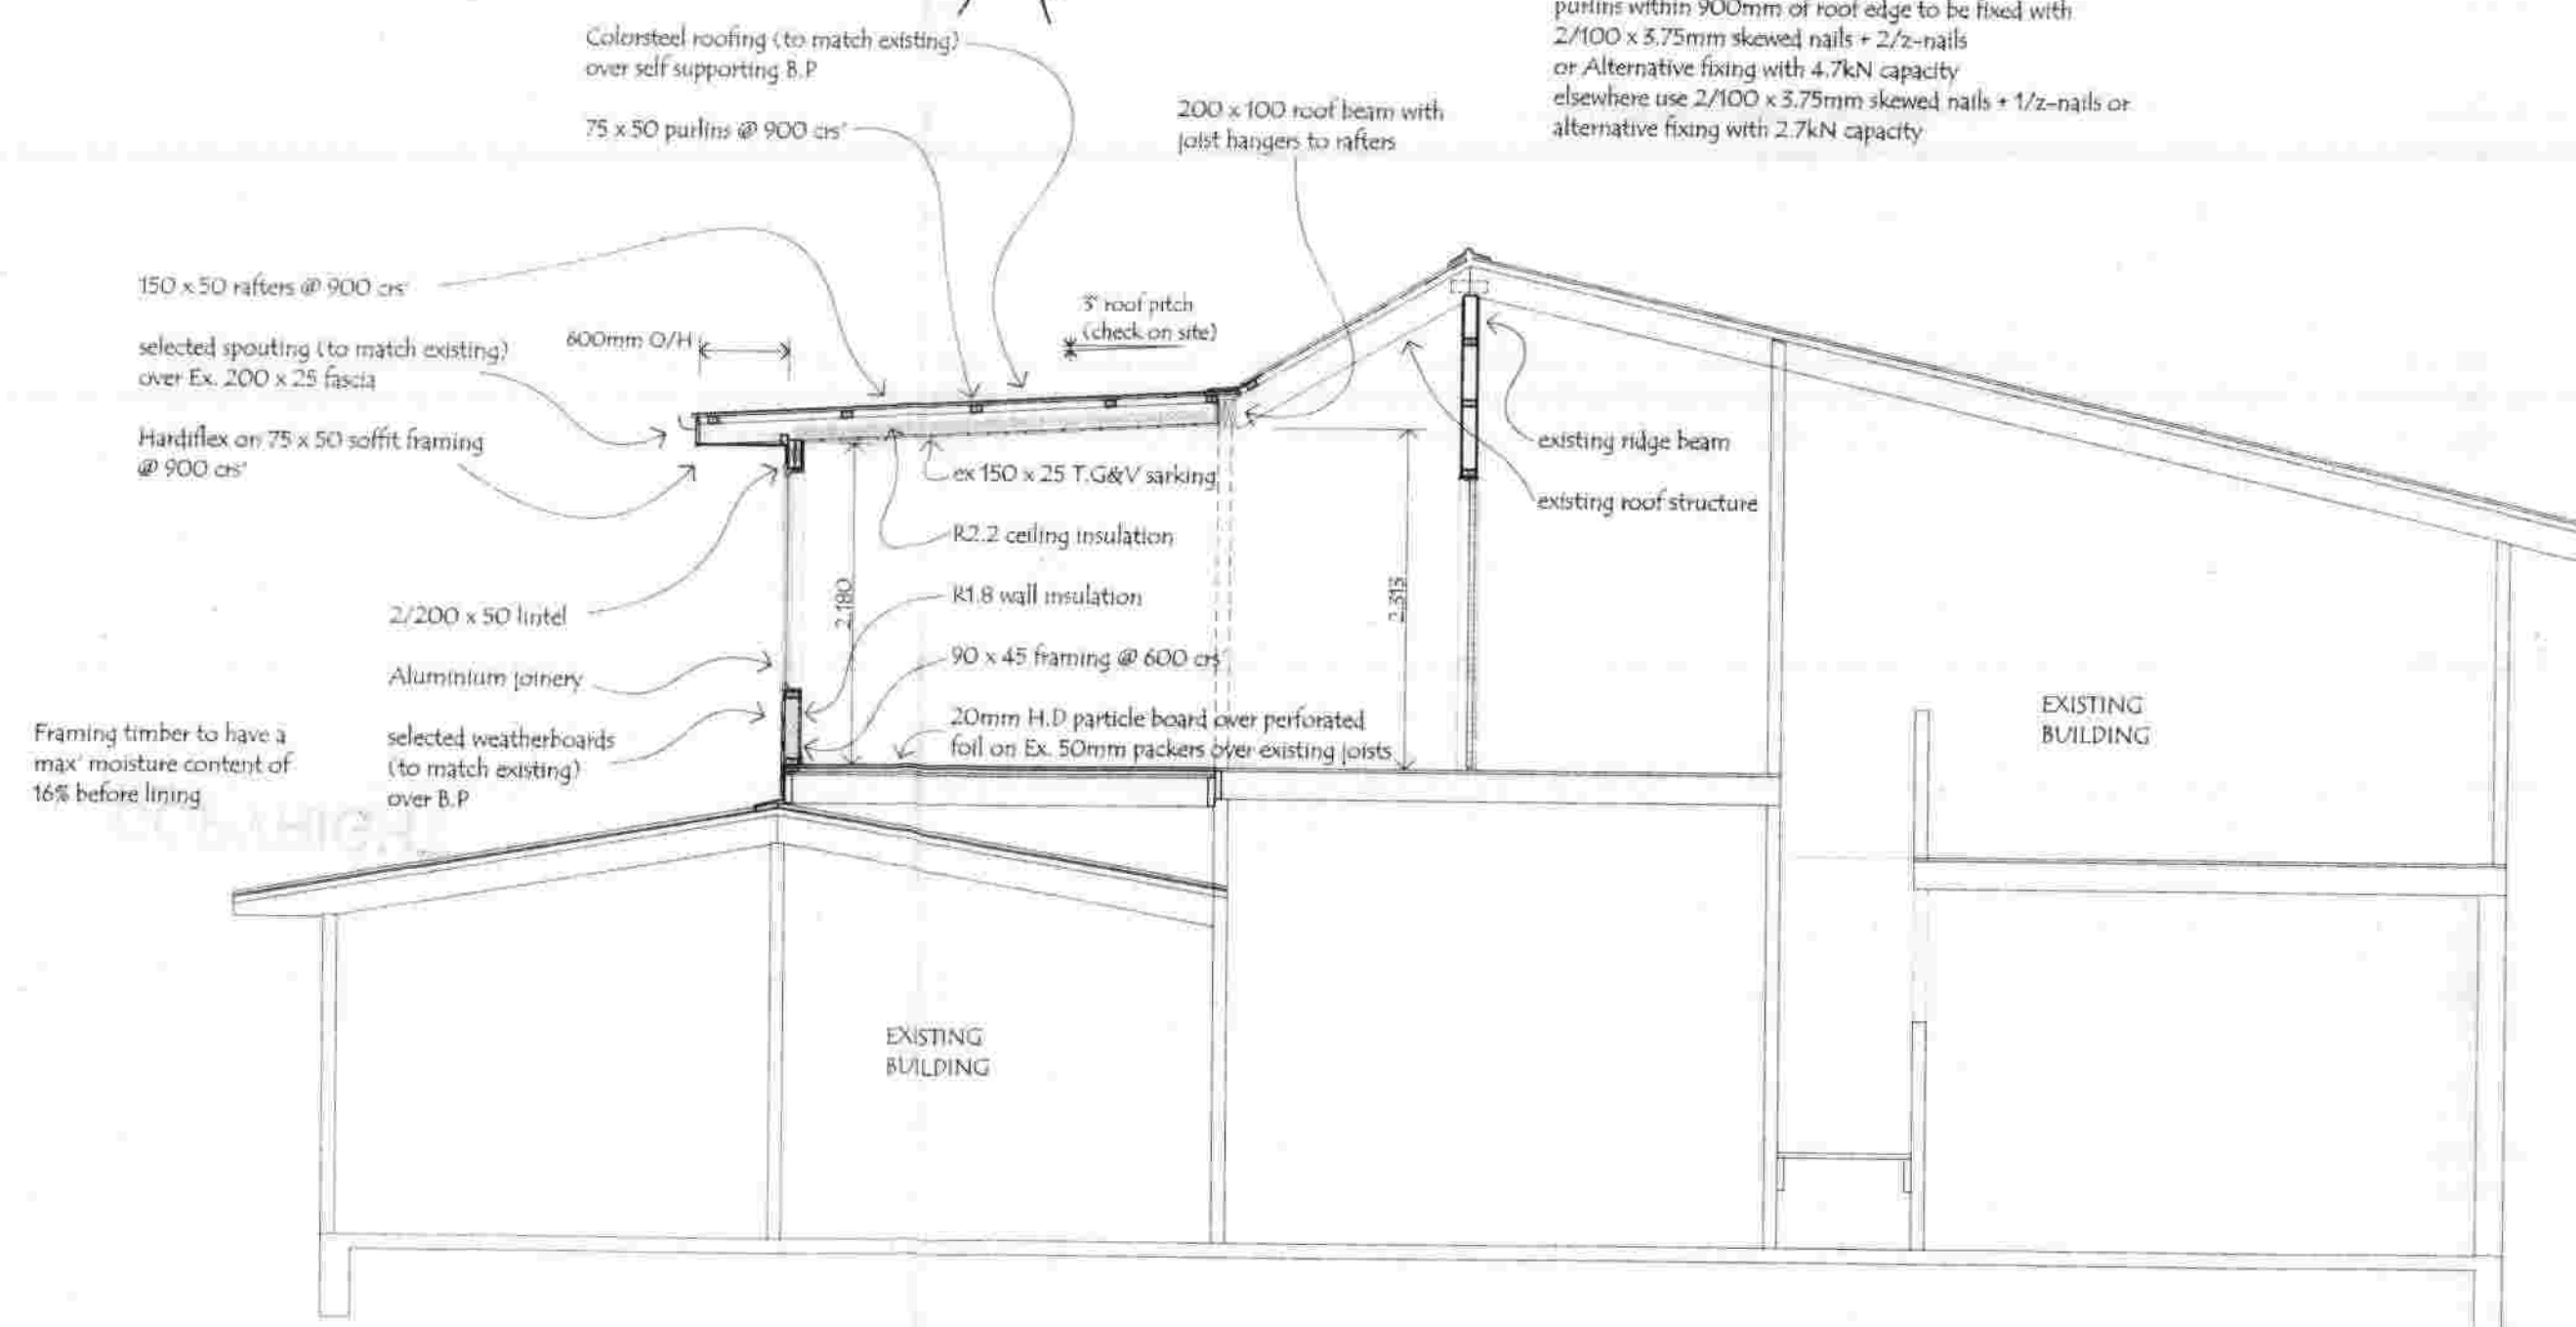 purlins within 900mm of roof edge to be fixed with
2/100 x 3.75mm skewed nails + 2/z-nails
or Alternative fixing with 4.7kN capacity
elsewhere use 2/100 x 3.75mm skewed nails + 1/z-nails or
alternative fixing with 2.7kN capacity
Colorsteel roofing (to match existing)
over self supporting B.P
75 x 50 purlins @ 900 crs'
200 x 100 roof beam with
joist hangers to rafters
150 x 50 rafters @ 900 crs'
selected spouting (to match existing)
over Ex. 200 x 25 fascia
Hardiflex on 75 x 50 soffit framing
@ 900 crs'
600mm O/H
3° roof pitch
(check on site)
existing ridge beam
existing roof structure
ex 150 x 25 T.G&V sarking
R2.2 ceiling insulation
R1.8 wall insulation
90 x 45 framing @ 600 crs'
20mm H.D particle board over perforated
foil on Ex. 50mm packers over existing joists
2.180
2.315
2/200 x 50 lintel
Aluminium joinery
selected weatherboards
(to match existing)
over B.P
Framing timber to have a
max' moisture content of
16% before lining
EXISTING
BUILDING
EXISTING
BUILDING